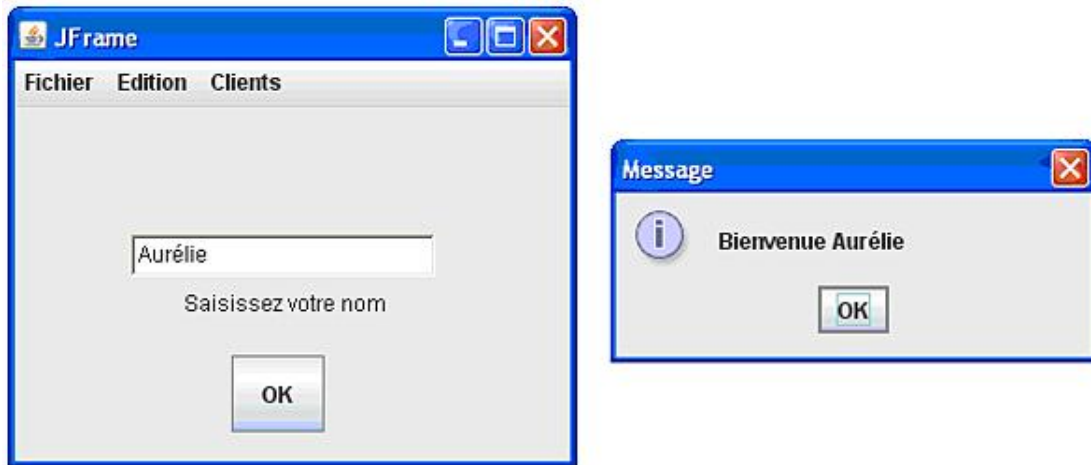 JFrame
Fichier Edition Clients
Aurélie
Saisissez votre nom
OK
Message
Bienvenue Aurélie
OK